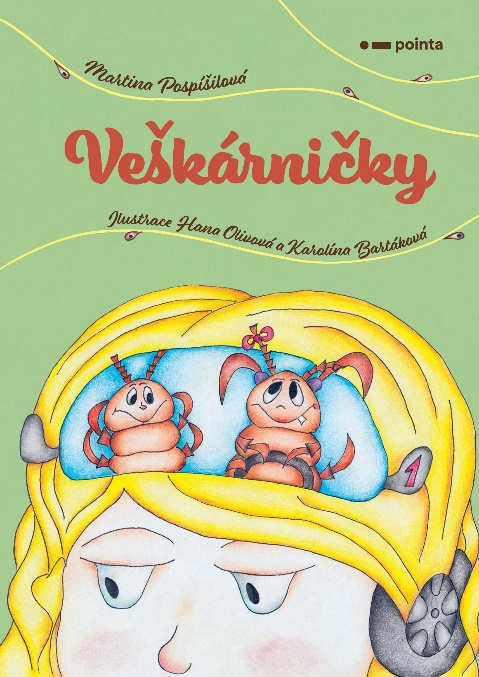 pointa
Martina Pospíšilová
Veškárničky
Ilustrace Hana Olivová a Karolína Bartáková
1